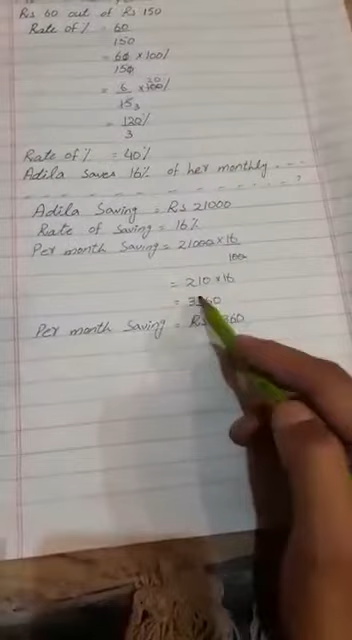 Rs 60 out of Rs 150
Rate of % = 60
150
= 60 × 100%
150
= 6 × 100% 20
15 3
= 120%
3
Rate of % = 40%
Adila saves 16% of her monthly ....
............ ?
Adila Saving = Rs 21000
Rate of Saving = 16%
Per month Saving = 21000 × 16
100
= 210 × 16
Per month Saving =